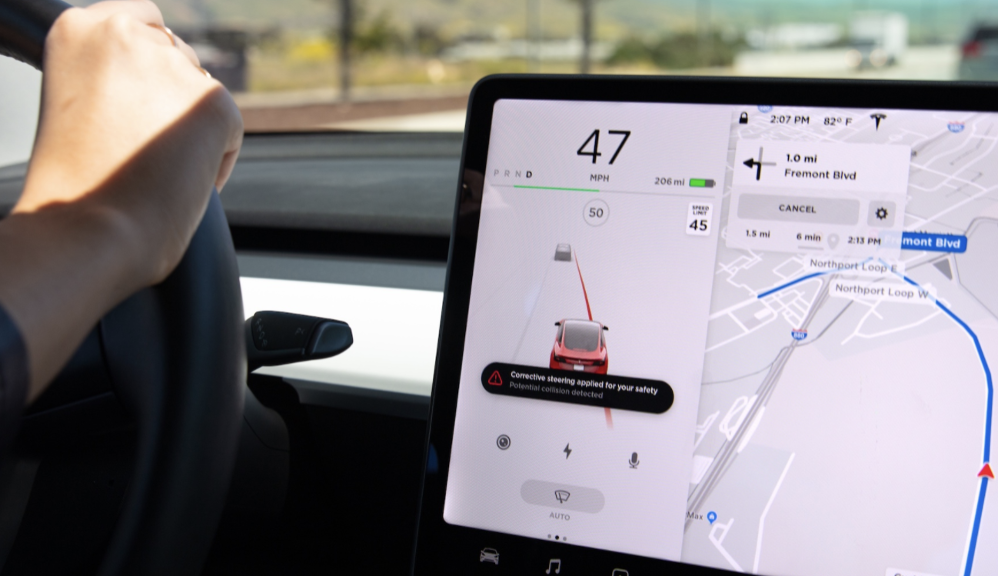 47
MPH
P R N D
206 mi
50
SPEED
LIMIT
45
Corrective steering applied for your safety
Potential collision detected
AUTO
2:07 PM 82° F
1.0 mi
Fremont Blvd
CANCEL
1.5 mi 6 min 2:13 PM
Fremont Blvd
Northport Loop E
Northport Loop W
Max